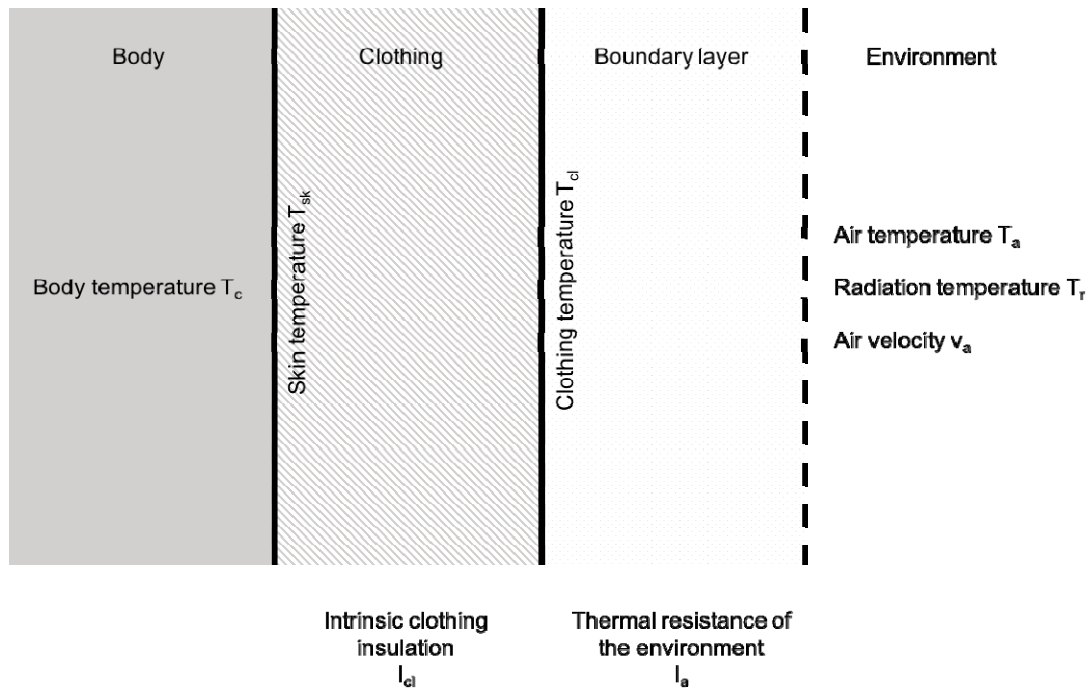 Body
Clothing
Boundary layer
Environment
Skin temperature T_sk
Clothing temperature T_cl
Body temperature T_c
Air temperature T_a
Radiation temperature T_r
Air velocity v_a
Intrinsic clothing
insulation
I_cl
Thermal resistance of
the environment
I_a